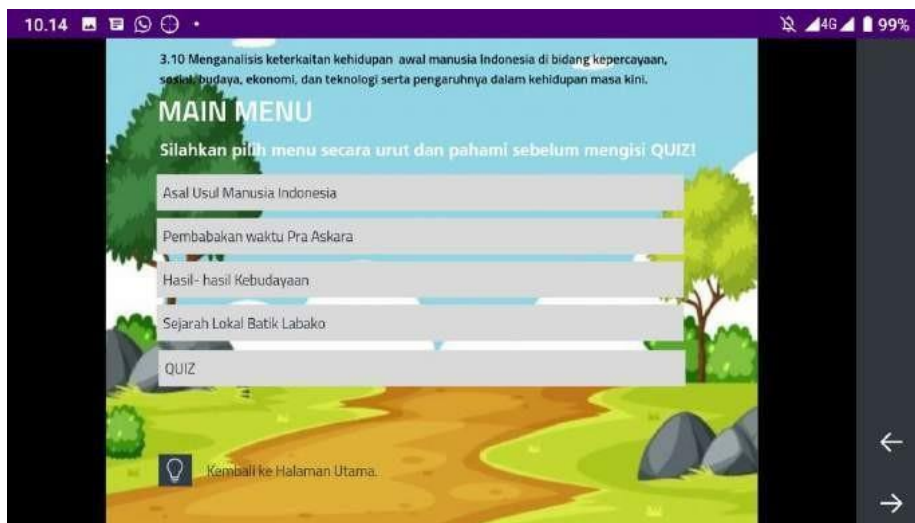 10.14
4G 99%
3.10 Menganalisis keterkaitan kehidupan awal manusia Indonesia di bidang kepercayaan,
sosial, budaya, ekonomi, dan teknologi serta pengaruhnya dalam kehidupan masa kini.
MAIN MENU
Silahkan pilih menu secara urut dan pahami sebelum mengisi QUIZ!
Asal Usul Manusia Indonesia
Pembabakan waktu Pra Askara
Hasil- hasil Kebudayaan
Sejarah Lokal Batik Labako
QUIZ
Kembali ke Halaman Utama.